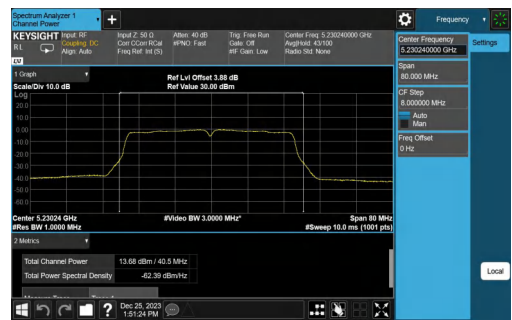 Spectrum Analyzer 1
Channel Power
+
Frequency
KEYSIGHT
RL
LXI
Input: RF
Coupling: DC
Align: Auto
Input Z: 50 Ω
Corr CCorr RCal
Freq Ref: Int (S)
Atten: 40 dB
#PNO: Fast
Trig: Free Run
Gate: Off
#IF Gain: Low
Center Freq: 5.230240000 GHz
Avg|Hold: 43/100
Radio Std: None
Center Frequency
5.230240000 GHz
Settings
Span
80.000 MHz
CF Step
8.000000 MHz
Auto
Man
Freq Offset
0 Hz
1 Graph
Scale/Div 10.0 dB
Ref Lvl Offset 3.88 dB
Ref Value 30.00 dBm
Log
20.0
10.0
0.00
-10.0
-20.0
-30.0
-40.0
-50.0
-60.0
Center 5.23024 GHz
#Video BW 3.0000 MHz*
Span 80 MHz
#Res BW 1.0000 MHz
#Sweep 10.0 ms (1001 pts)
2 Metrics
Total Channel Power 13.68 dBm / 40.5 MHz
Total Power Spectral Density -62.39 dBm/Hz
Local
?
Dec 25, 2023
1:51:24 PM